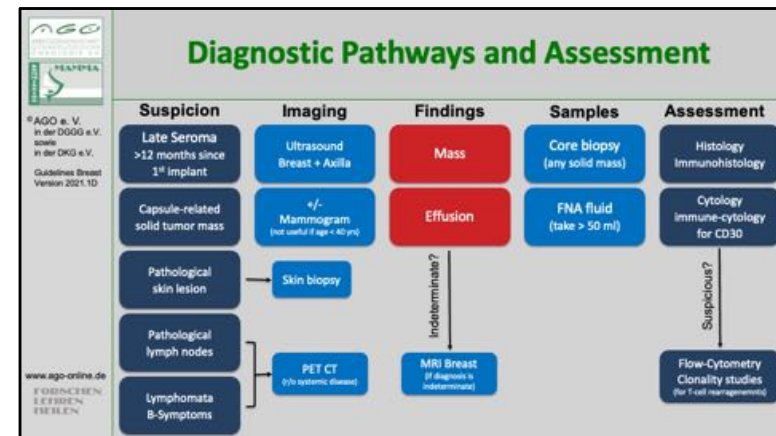 AGO
MAMMA
© AGO e. V.
in der DGGG e.V.
sowie
in der DKG e.V.
Guidelines Breast
Version 2021.1D
www.ago-online.de
FORSCHEN
LEHREN
HEILEN
Diagnostic Pathways and Assessment
Suspicion
Late Seroma
>12 months since
1st implant
Capsule-related
solid tumor mass
Pathological
skin lesion
Pathological
lymph nodes
Lymphomata
B-Symptoms
Imaging
Ultrasound
Breast + Axilla
+/-
Mammogram
(not useful if age < 40 yrs)
Skin biopsy
PET CT
(r/o systemic disease)
Findings
Mass
Effusion
Indeterminate?
MRI Breast
(if diagnosis is
indeterminate)
Samples
Core biopsy
(any solid mass)
FNA fluid
(take > 50 ml)
Assessment
Histology
Immunohistology
Cytology
immune-cytology
for CD30
Suspicious?
Flow-Cytometry
Clonality studies
(for T-cell rearragenemnts)